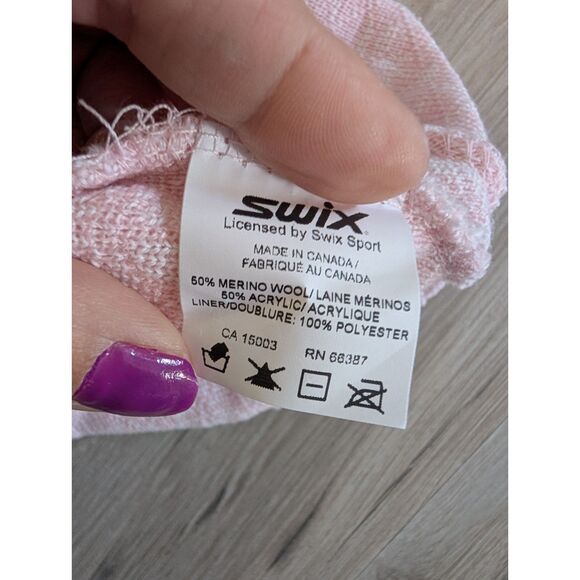 swix
Licensed by Swix Sport
MADE IN CANADA/
FABRIQUÉ AU CANADA
50% MERINO WOOL/LAINE MÉRINOS
50% ACRYLIC/ACRYLIQUE
LINER/DOUBLURE: 100% POLYESTER
CA 15003 RN 66387